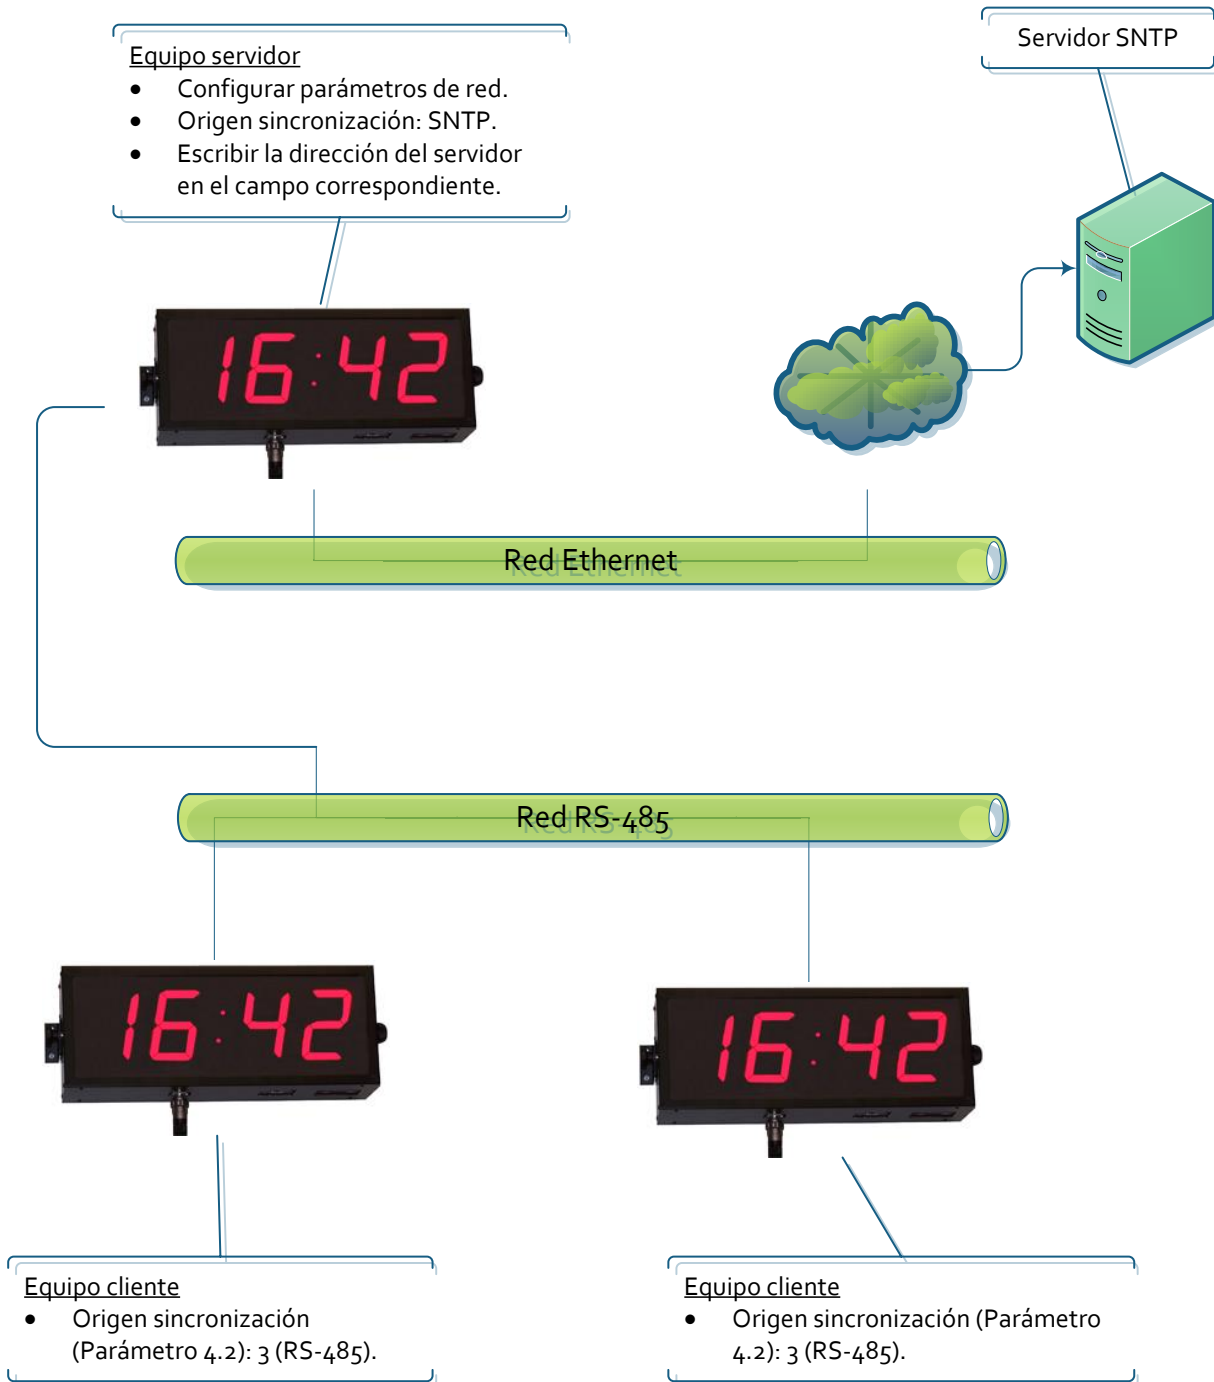 Equipo servidor
• Configurar parámetros de red.
• Origen sincronización: SNTP.
• Escribir la dirección del servidor
en el campo correspondiente.
Servidor SNTP
16:42
Red Ethernet
Red RS-485
16:42
16:42
Equipo cliente
• Origen sincronización
(Parámetro 4.2): 3 (RS-485).
Equipo cliente
• Origen sincronización (Parámetro
4.2): 3 (RS-485).